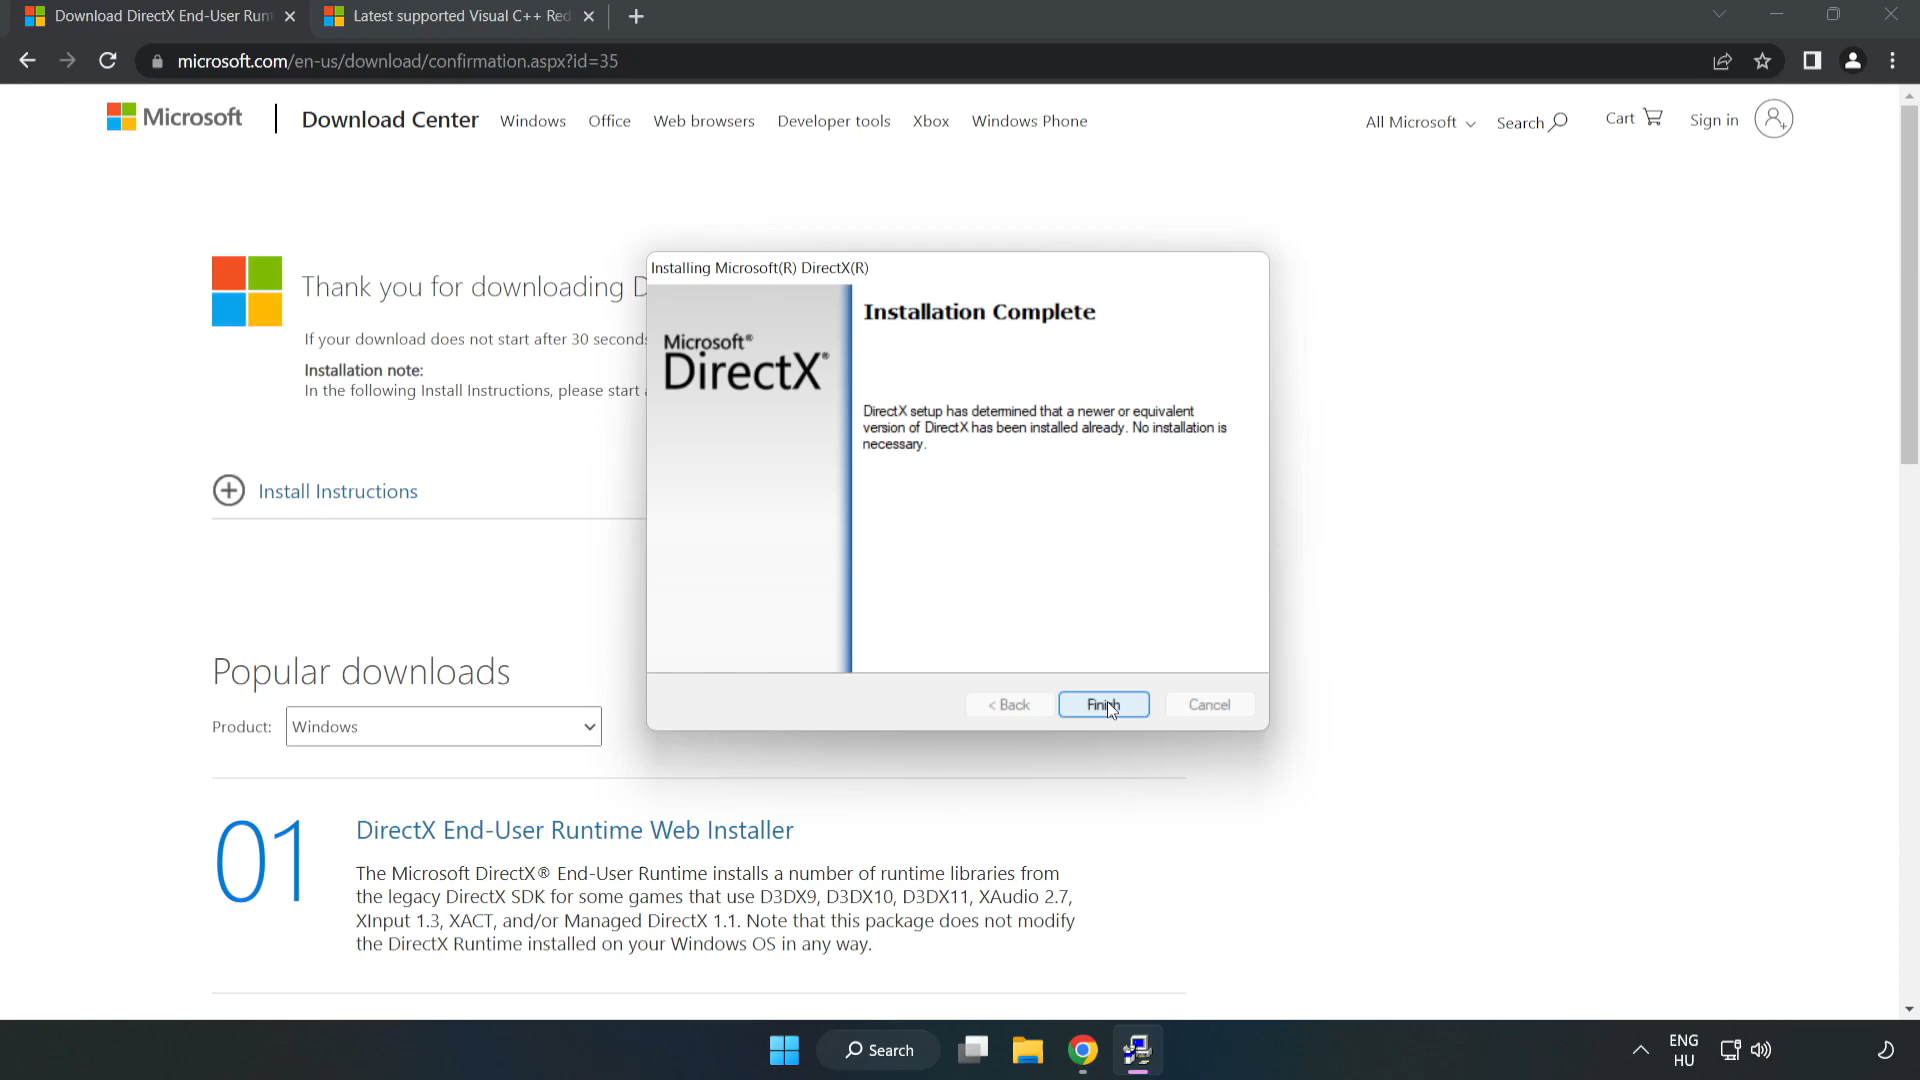 Download DirectX End-User Run
Latest supported Visual C++ Red
microsoft.com/en-us/download/confirmation.aspx?id=35
Microsoft
Download Center
Windows
Office
Web browsers
Developer tools
Xbox
Windows Phone
All Microsoft
Search
Cart
Sign in
Thank you for downloading D
If your download does not start after 30 seconds
Installation note:
In the following Install Instructions, please start
Install Instructions
Installing Microsoft(R) DirectX(R)
Microsoft®
DirectX®
Installation Complete
DirectX setup has determined that a newer or equivalent
version of DirectX has been installed already. No installation is
necessary.
< Back
Finish
Cancel
Popular downloads
Product:
Windows
01
DirectX End-User Runtime Web Installer
The Microsoft DirectX® End-User Runtime installs a number of runtime libraries from
the legacy DirectX SDK for some games that use D3DX9, D3DX10, D3DX11, XAudio 2.7,
XInput 1.3, XACT, and/or Managed DirectX 1.1. Note that this package does not modify
the DirectX Runtime installed on your Windows OS in any way.
Search
ENG
HU